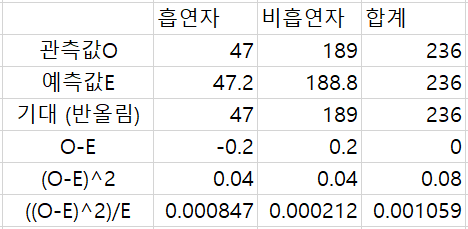 흡연자 비흡연자 합계
관측값O 47 189 236
예측값E 47.2 188.8 236
기대 (반올림) 47 189 236
O-E -0.2 0.2 0
(O-E)^2 0.04 0.04 0.08
((O-E)^2)/E 0.000847 0.000212 0.001059